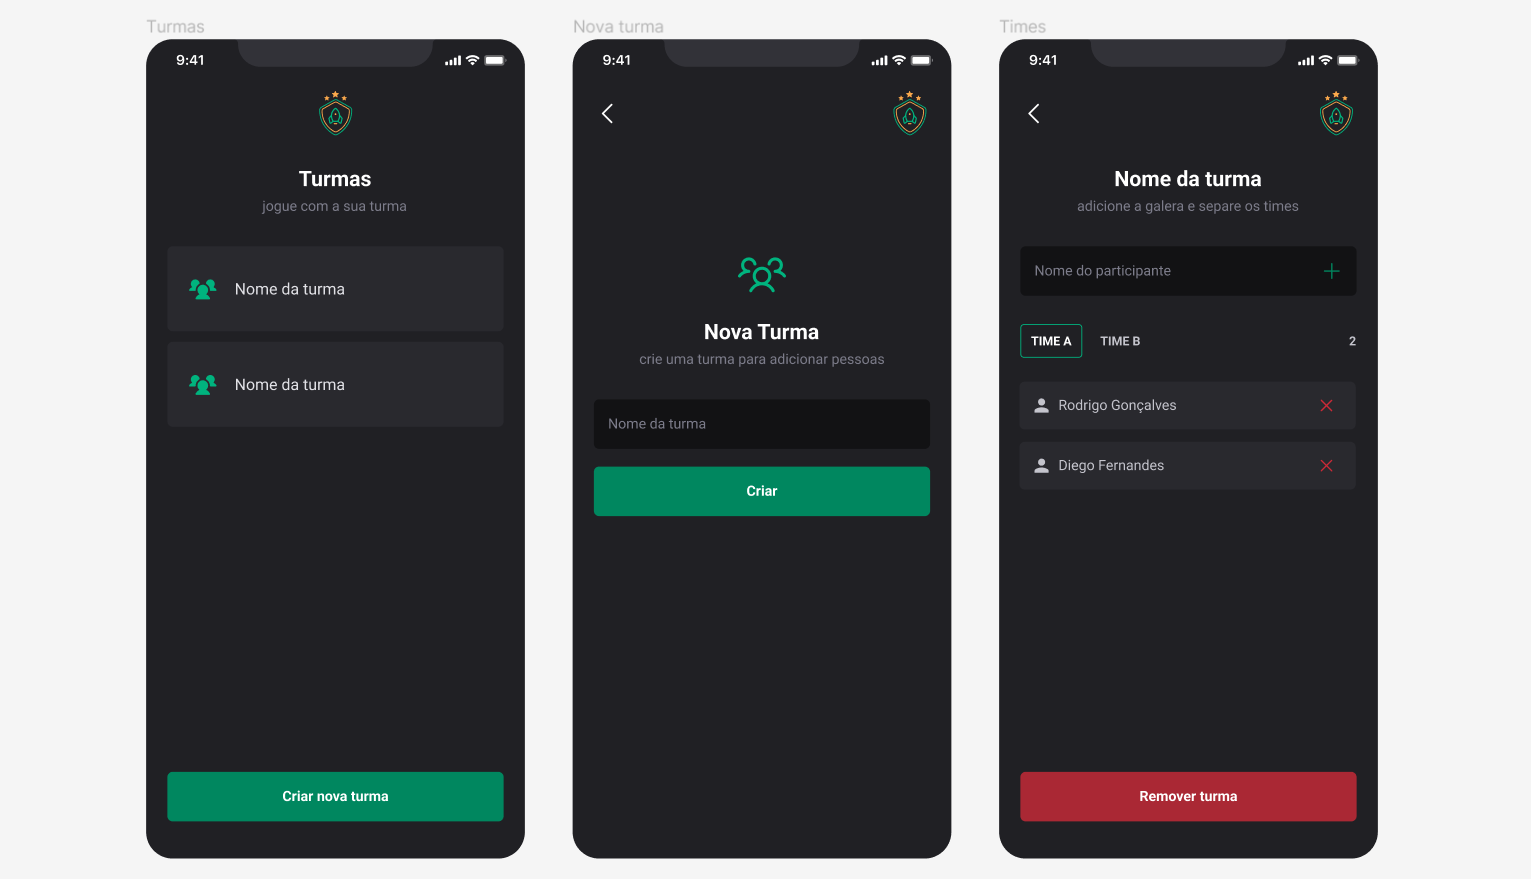 Turmas
9:41
Turmas
jogue com a sua turma
Nome da turma
Nome da turma
Criar nova turma
Nova turma
9:41
Nova Turma
crie uma turma para adicionar pessoas
Nome da turma
Criar
Times
9:41
Nome da turma
adicione a galera e separe os times
Nome do participante
TIME A TIME B 2
Rodrigo Gonçalves
Diego Fernandes
Remover turma